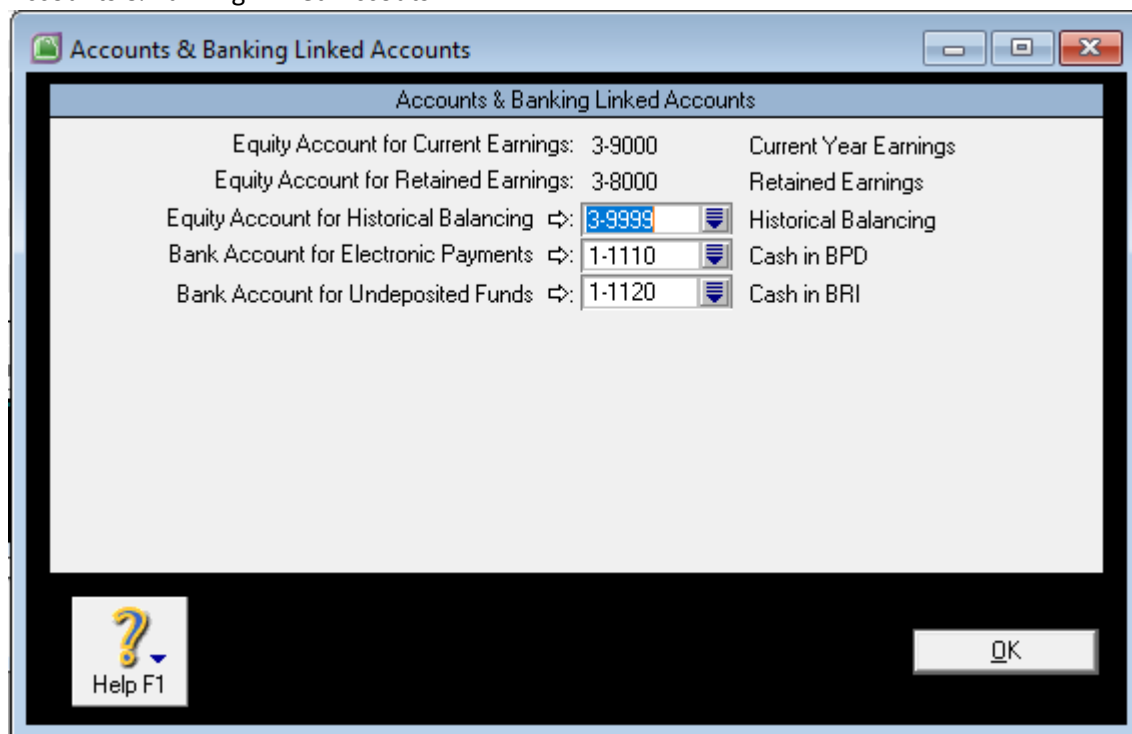 Accounts & Banking Linked Accounts
Accounts & Banking Linked Accounts
Equity Account for Current Earnings: 3-9000 Current Year Earnings
Equity Account for Retained Earnings: 3-8000 Retained Earnings
Equity Account for Historical Balancing ⇨: 3-9999 Historical Balancing
Bank Account for Electronic Payments ⇨: 1-1110 Cash in BPD
Bank Account for Undeposited Funds ⇨: 1-1120 Cash in BRI
Help F1
OK